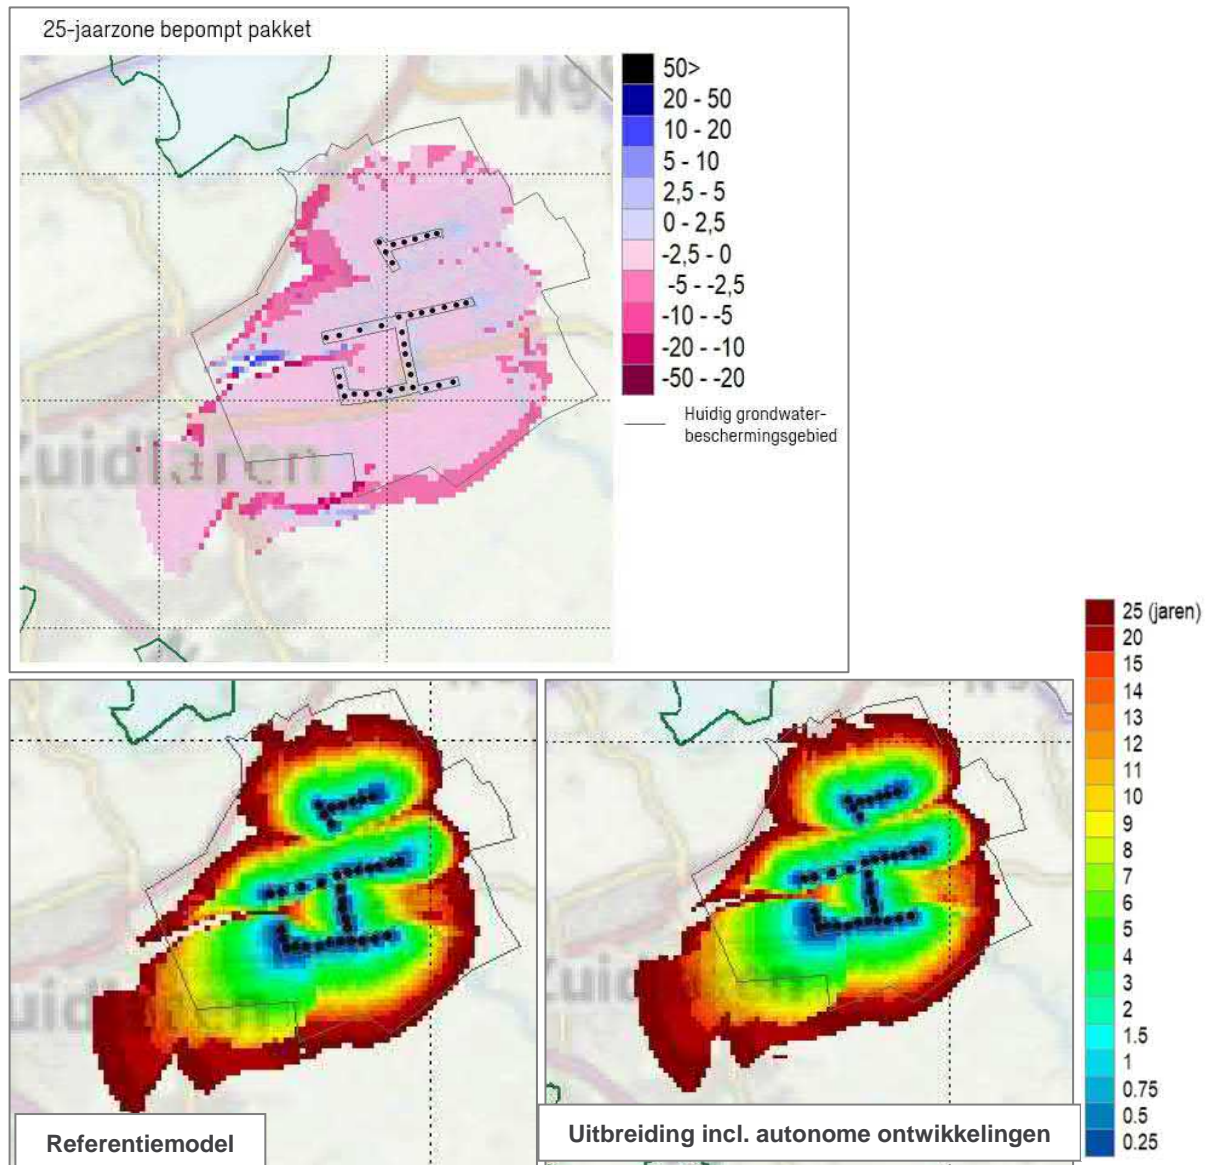 25-jaarzone bepompt pakket
50>
20 - 50
10 - 20
5 - 10
2,5 - 5
0 - 2,5
-2,5 - 0
-5 - -2,5
-10 - -5
-20 - -10
-50 - -20
Huidig grondwater-
beschermingsgebied
Zuidlaren
25 (jaren)
20
15
14
13
12
11
10
9
8
7
6
5
4
3
2
1.5
1
0.75
0.5
0.25
Referentiemodel
Uitbreiding incl. autonome ontwikkelingen